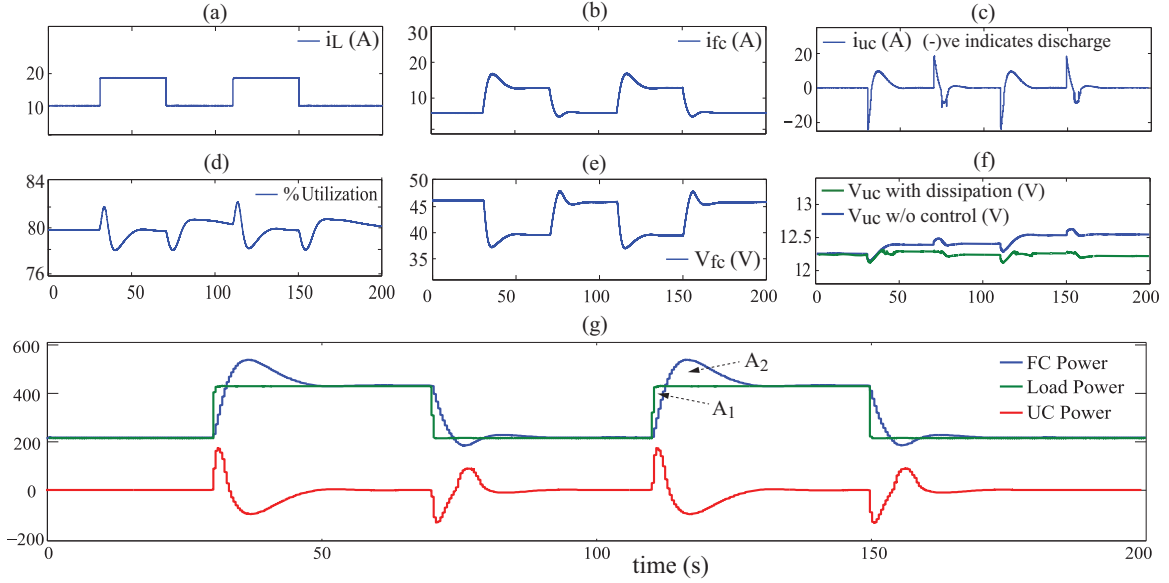 (a)
i_L (A)
20
10
(b)
i_fc (A)
30
20
10
(c)
i_uc (A) (-)ve indicates discharge
20
0
−20
(d)
%Utilization
84
80
76
0 50 100 150 200
(e)
V_fc (V)
50
45
40
35
0 50 100 150 200
(f)
V_uc with dissipation (V)
V_uc w/o control (V)
13
12.5
12
0 50 100 150 200
(g)
600
400
200
0
−200
A_2
A_1
FC Power
Load Power
UC Power
0 50 100 150 200
time (s)